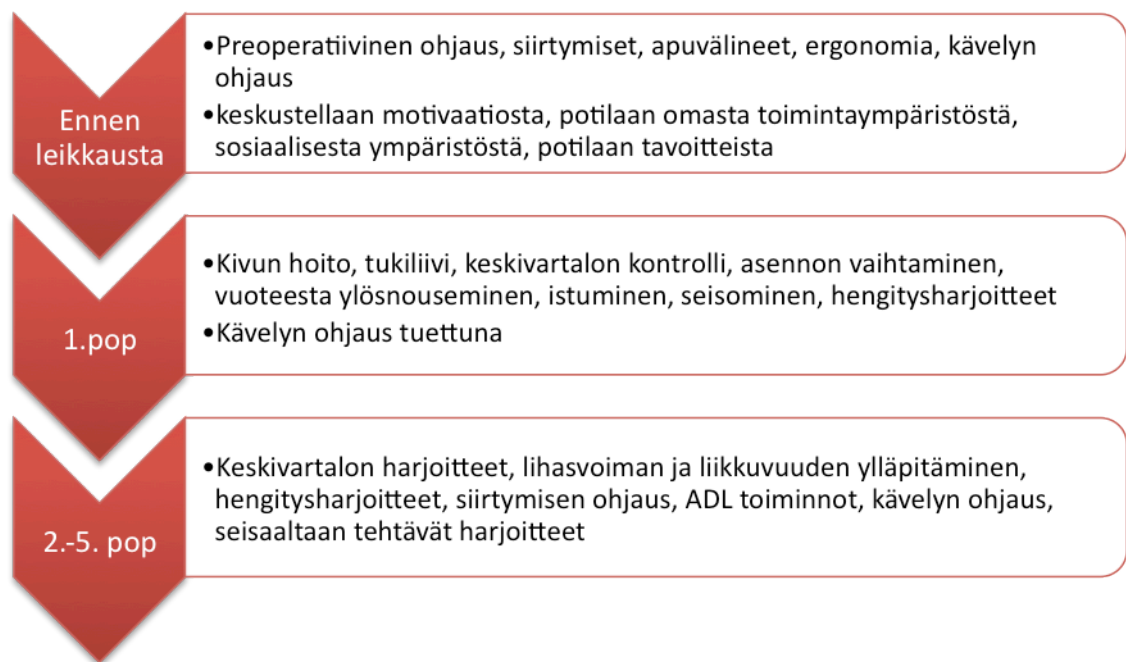 Ennen
leikkausta
•Preoperatiivinen ohjaus, siirtymiset, apuvälineet, ergonomia, kävelyn
ohjaus
•keskustellaan motivaatiosta, potilaan omasta toimintaympäristöstä,
sosiaalisesta ympäristöstä, potilaan tavoitteista
1.pop
•Kivun hoito, tukiliivi, keskivartalon kontrolli, asennon vaihtaminen,
vuoteesta ylösnouseminen, istuminen, seisominen, hengitysharjoitteet
•Kävelyn ohjaus tuettuna
2.-5. pop
•Keskivartalon harjoitteet, lihasvoiman ja liikkuvuuden ylläpitäminen,
hengitysharjoitteet, siirtymisen ohjaus, ADL toiminnot, kävelyn ohjaus,
seisaaltaan tehtävät harjoitteet